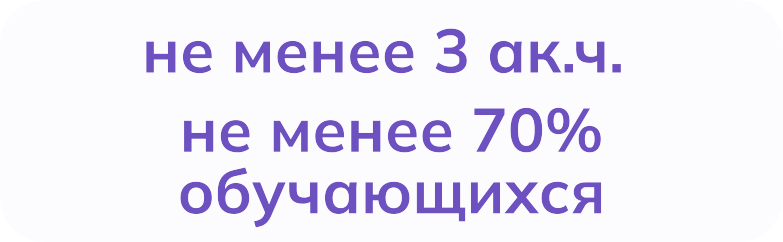 не менее 3 ак.ч.
не менее 70%
обучающихся